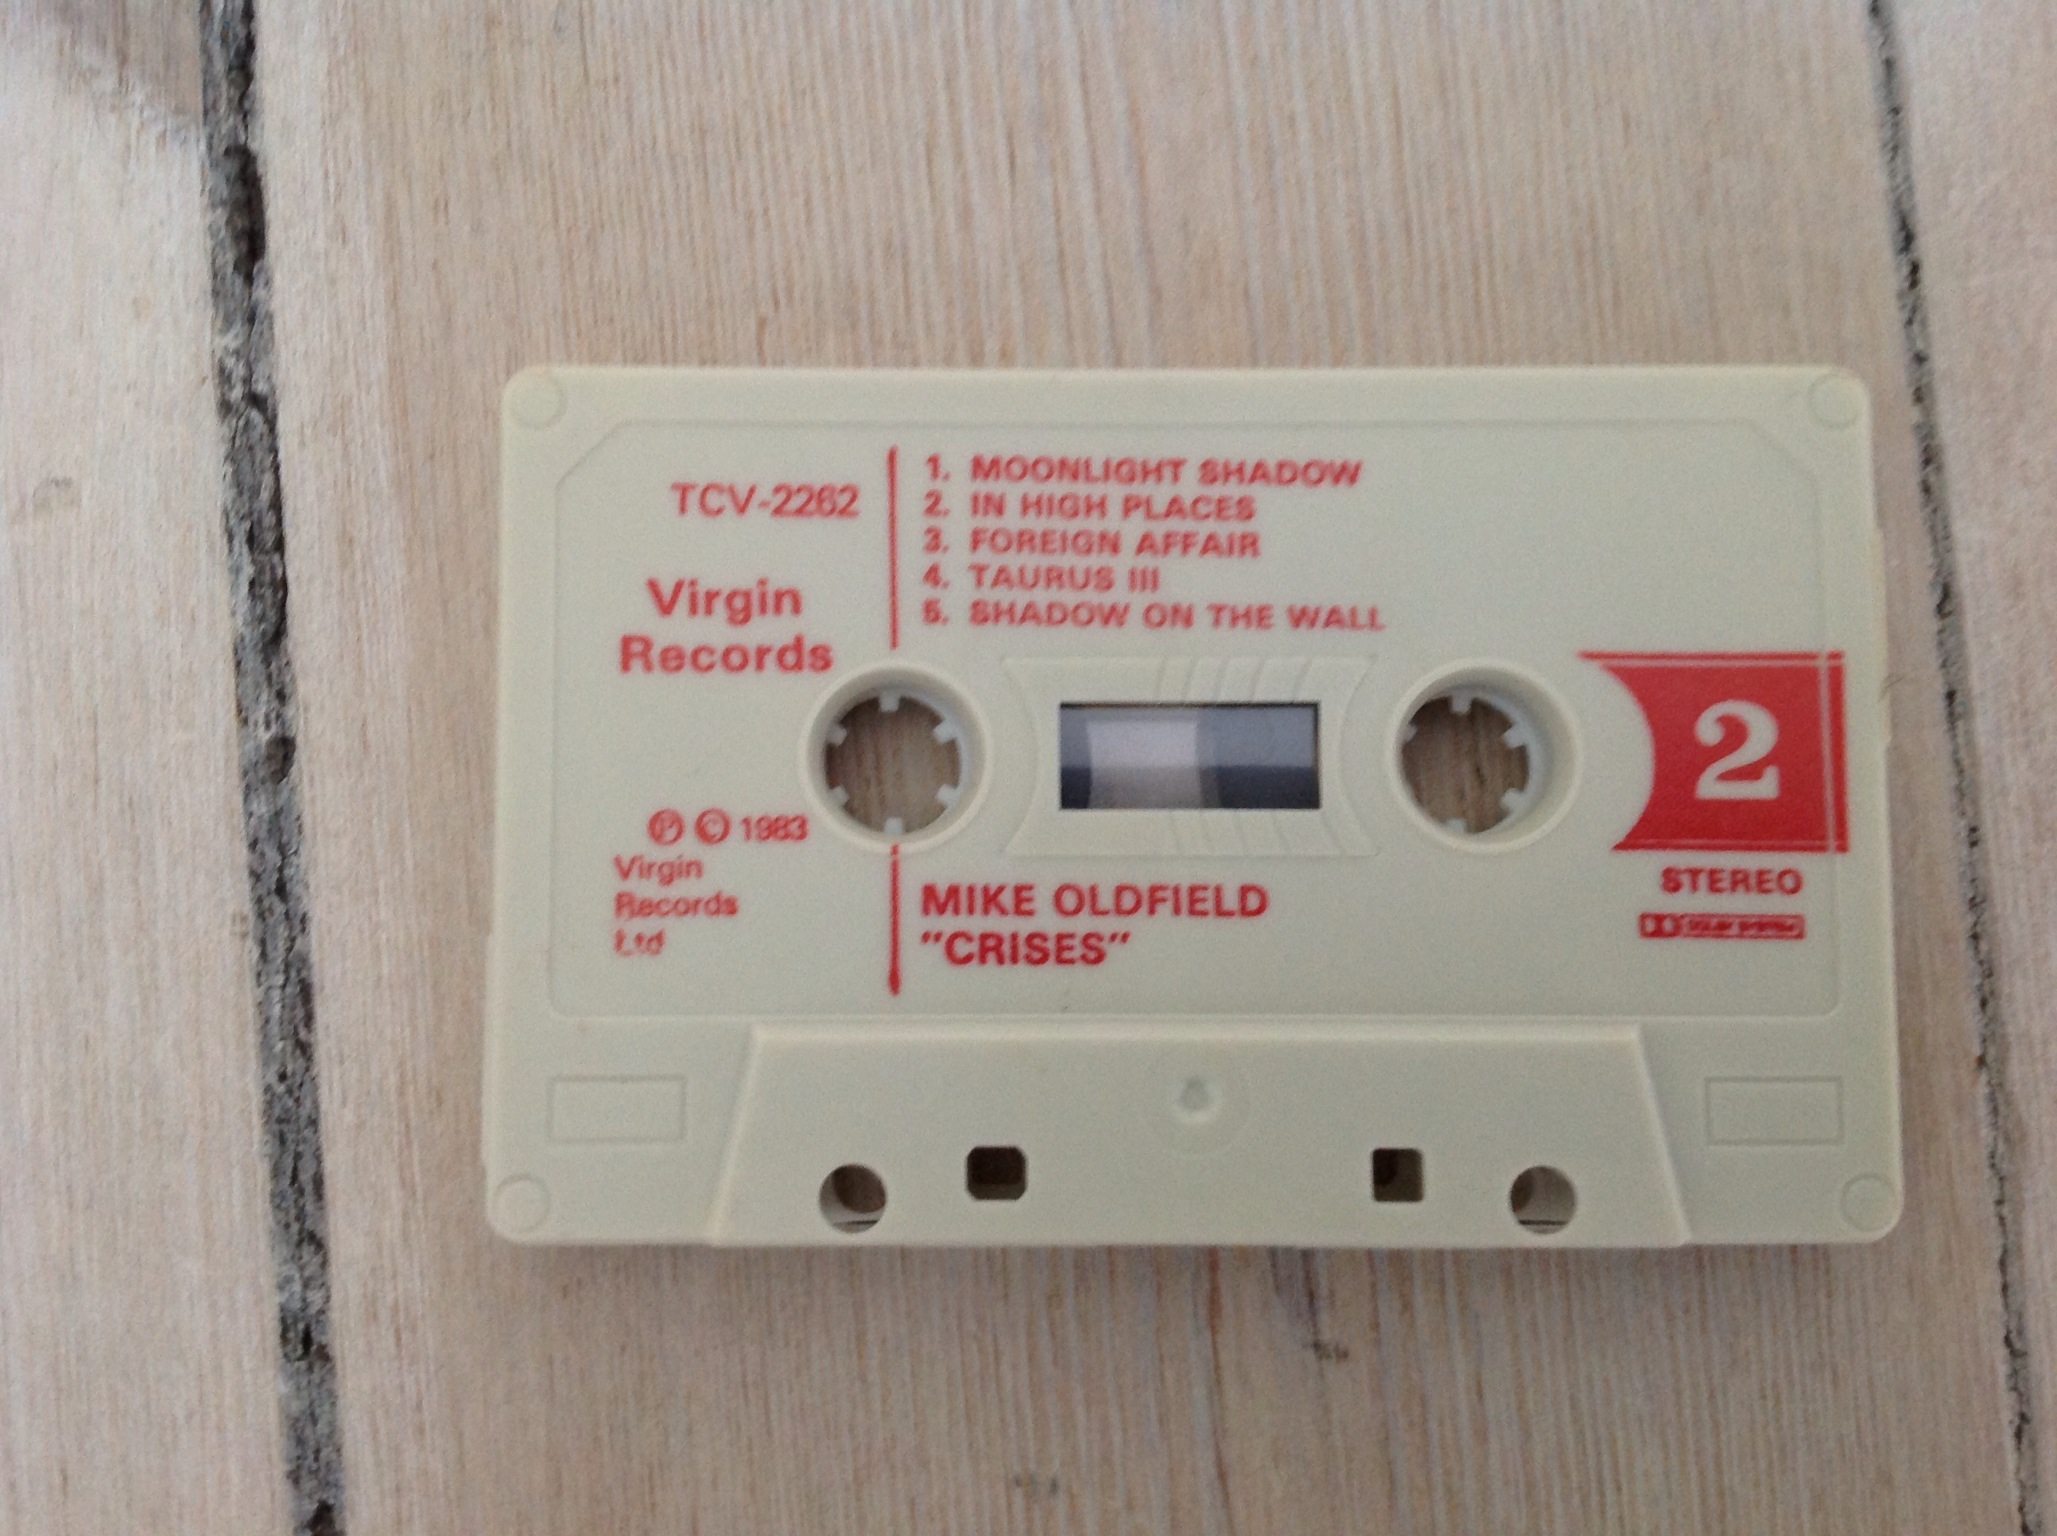 TCV-2262
Virgin
Records
℗ © 1983
Virgin
Records
Ltd
1. MOONLIGHT SHADOW
2. IN HIGH PLACES
3. FOREIGN AFFAIR
4. TAURUS III
5. SHADOW ON THE WALL
MIKE OLDFIELD
"CRISES"
2
STEREO